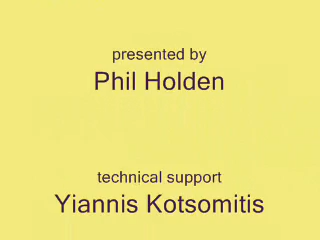 presented by
Phil Holden
technical support
Yiannis Kotsomitis